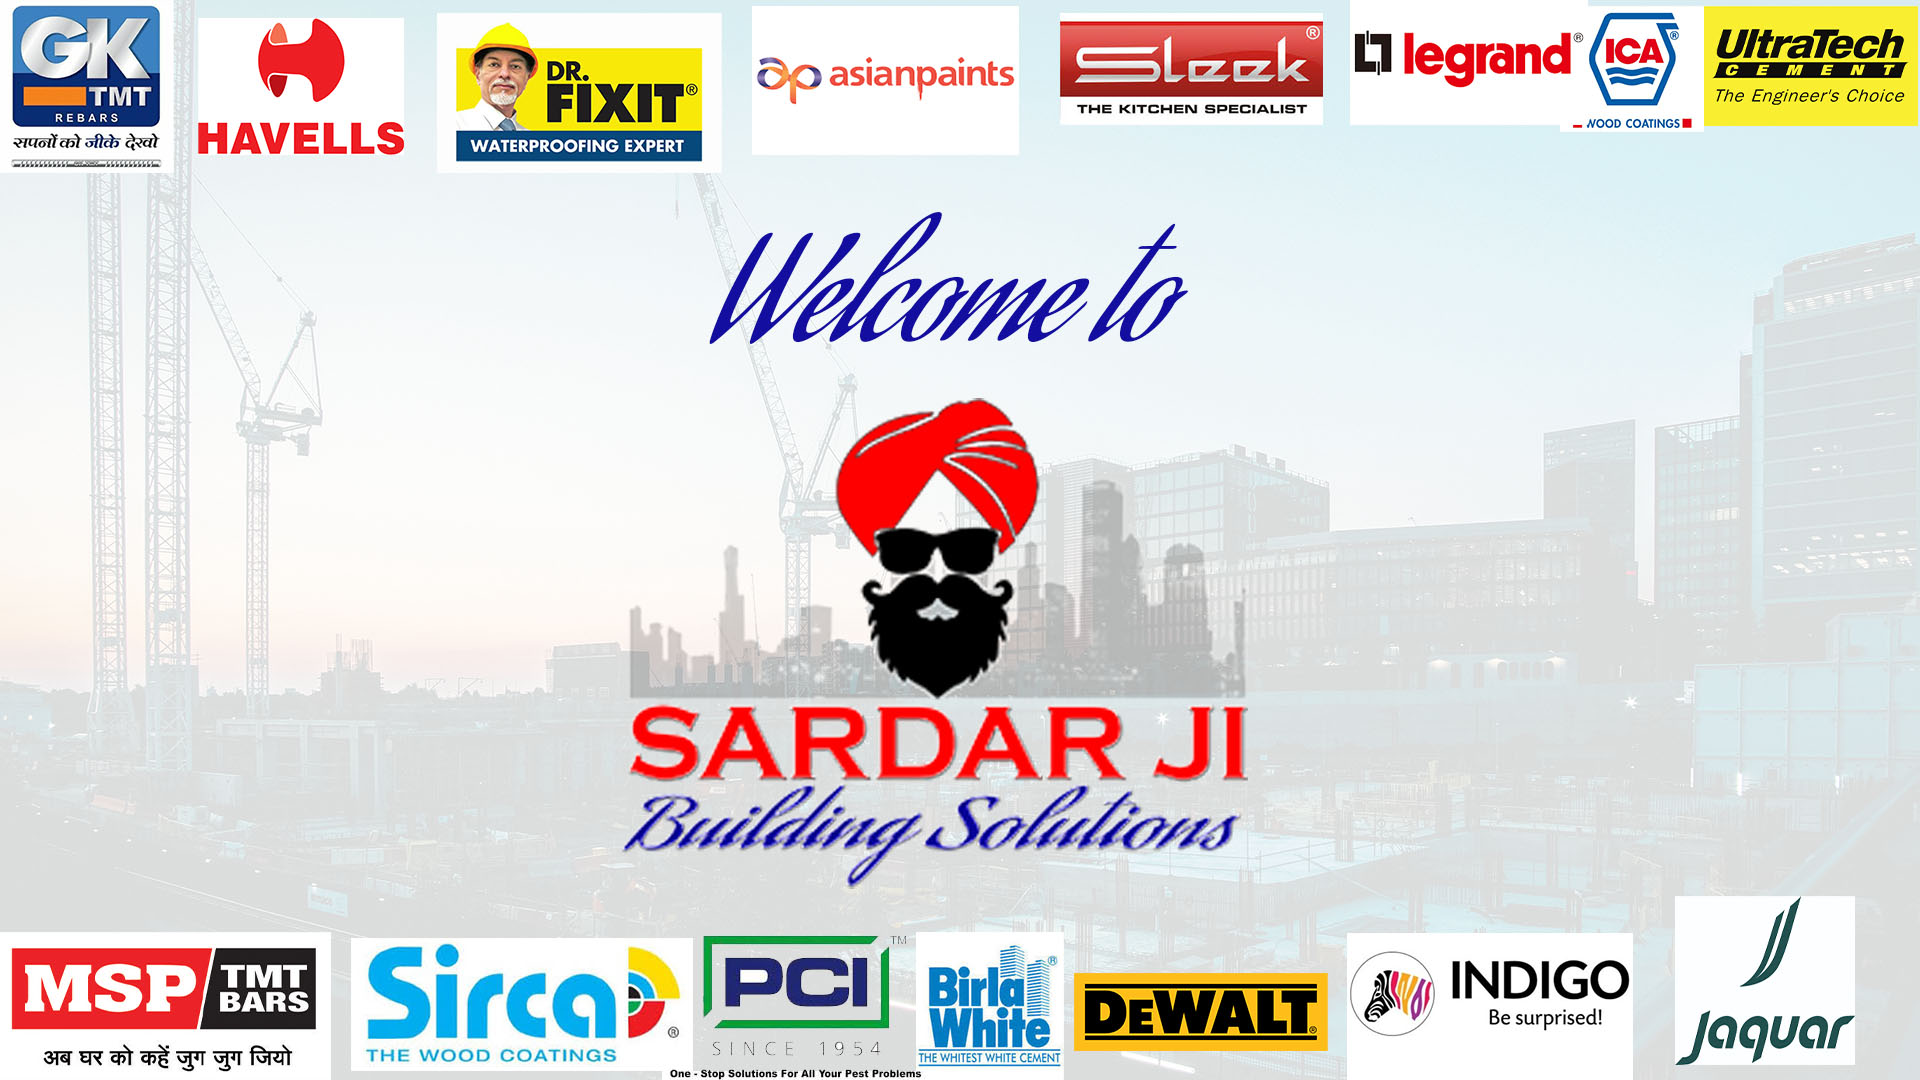 GK
TMT
REBARS
सपनों को जीके देखो
HAVELLS
DR.
FIXIT®
WATERPROOFING EXPERT
ap asianpaints
Sleek®
THE KITCHEN SPECIALIST
legrand®
ICA®
WOOD COATINGS
UltraTech
CEMENT
The Engineer's Choice
Welcome to
SARDAR JI
Building Solutions
MSP TMT
BARS
अब घर को कहें जुग जुग जियो
Sirca®
THE WOOD COATINGS
PCI TM
SINCE 1954
One - Stop Solutions For All Your Pest Problems
Birla®
White
THE WHITEST WHITE CEMENT
DEWALT®
INDIGO
Be surprised!
Jaquar